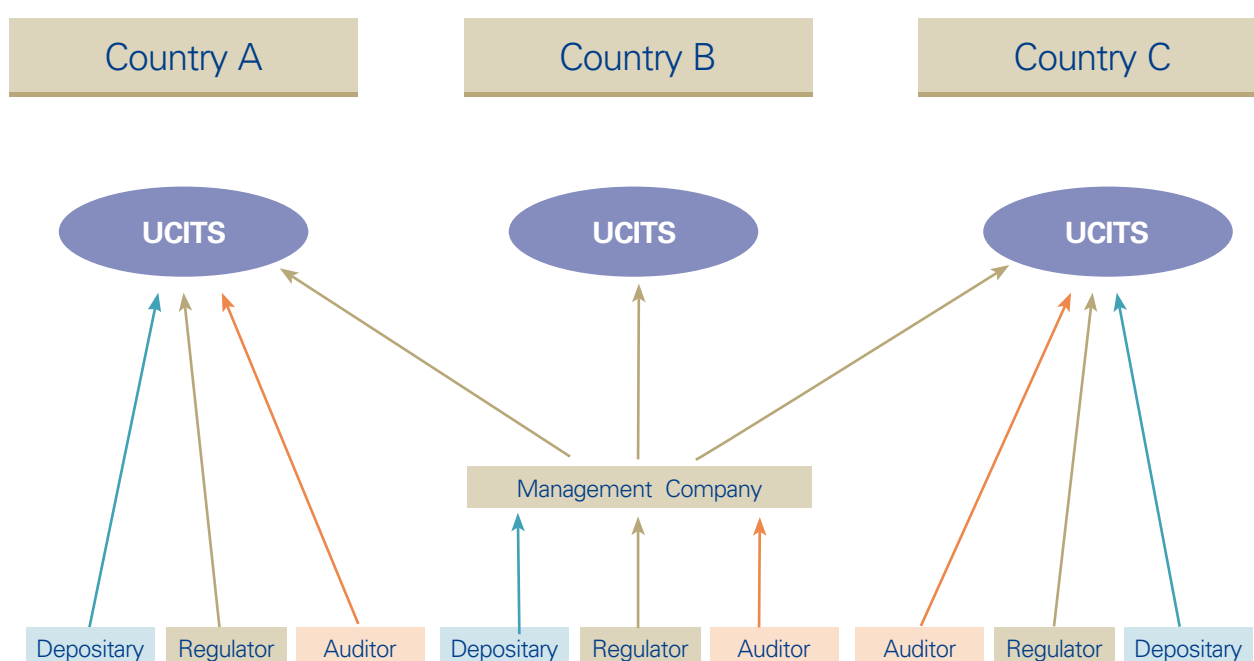 Country A
Country B
Country C
UCITS
UCITS
UCITS
Management Company
Depositary
Regulator
Auditor
Depositary
Regulator
Auditor
Auditor
Regulator
Depositary